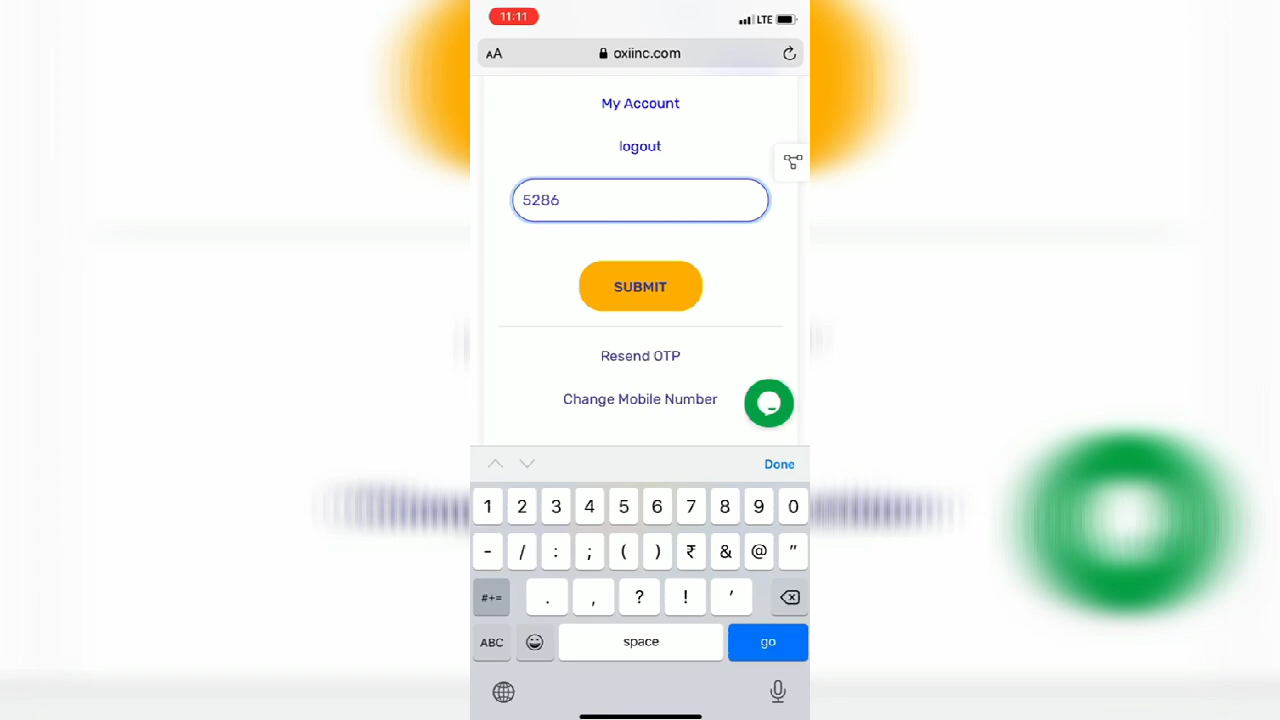 11:11
LTE
AA
oxiinc.com
My Account
logout
5286
SUBMIT
Resend OTP
Change Mobile Number
Done
1 2 3 4 5 6 7 8 9 0
- / : ; ( ) ₹ & @ "
#+= . , ? ! '
ABC space go